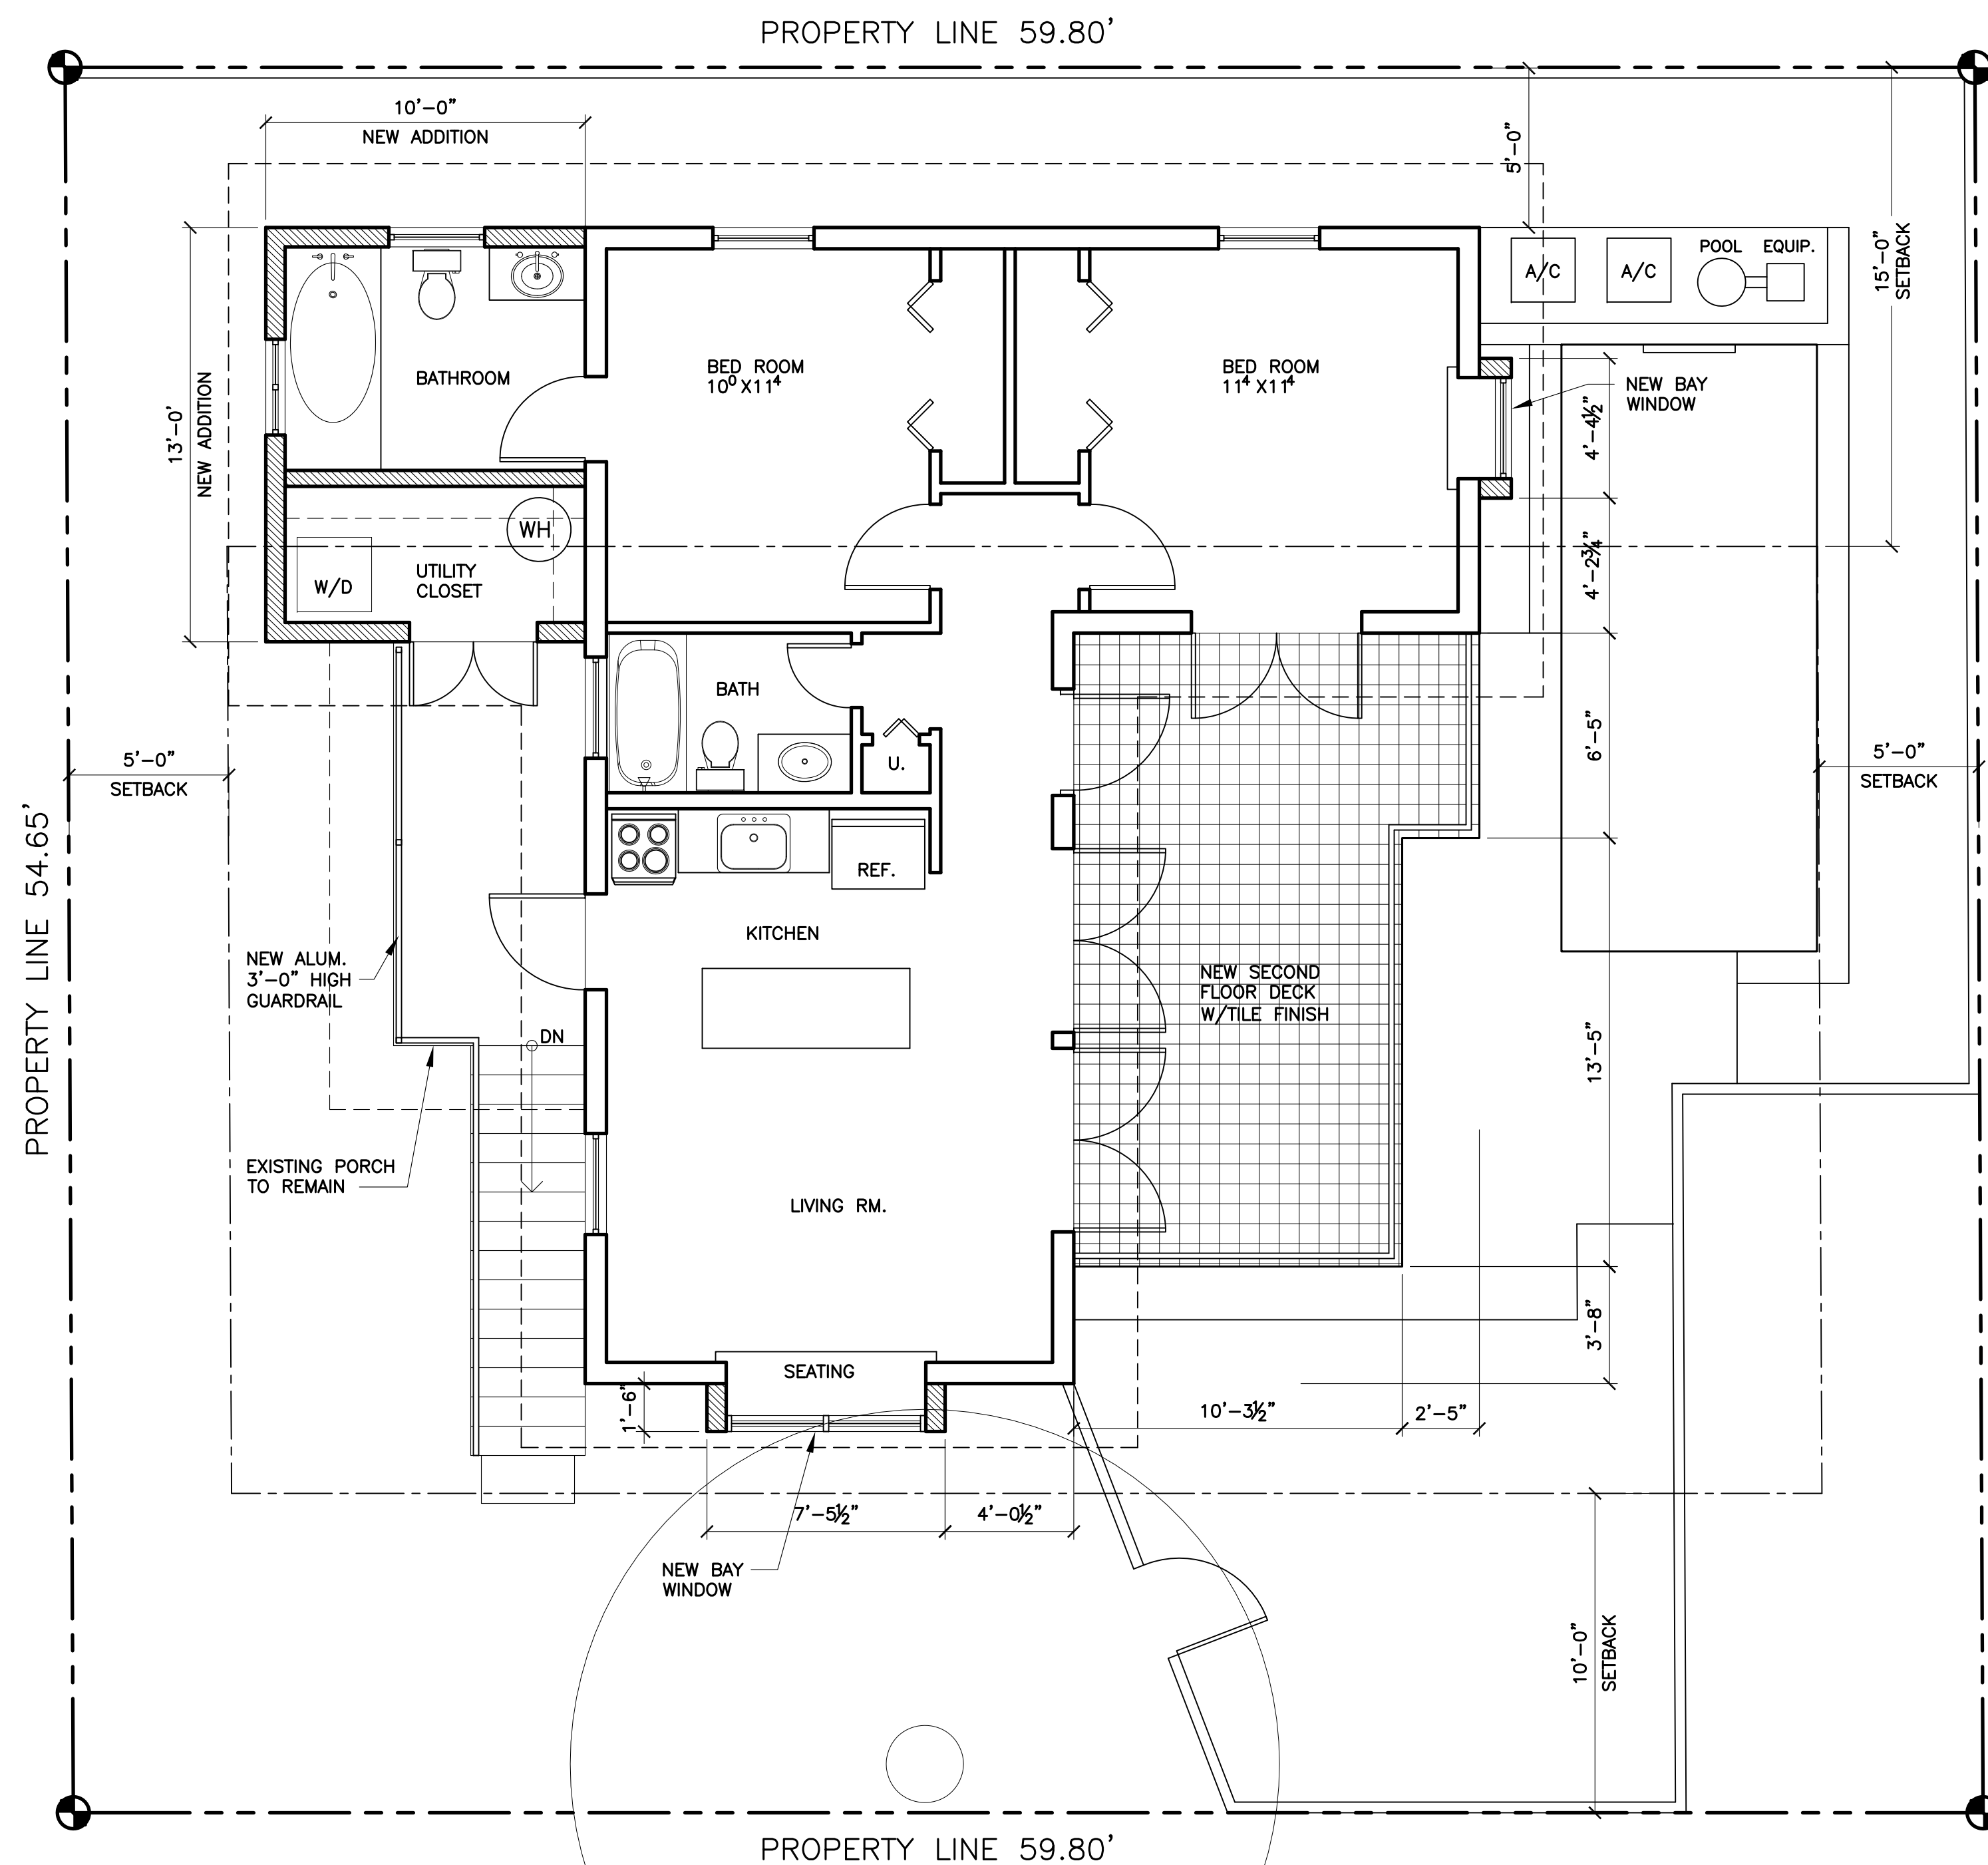 PROPERTY LINE 59.80'
10'-0"
NEW ADDITION
5'-0"
15'-0"
SETBACK
A/C
A/C
POOL EQUIP.
BATHROOM
BED ROOM
10⁰ X11⁴
BED ROOM
11⁴ X11⁴
NEW BAY
WINDOW
4'-4½"
13'-0'
NEW ADDITION
WH
W/D
UTILITY
CLOSET
4'-2¾"
BATH
U.
6'-5"
5'-0"
SETBACK
5'-0"
SETBACK
PROPERTY LINE 54.65'
REF.
KITCHEN
NEW ALUM.
3'-0" HIGH
GUARDRAIL
NEW SECOND
FLOOR DECK
W/TILE FINISH
DN
13'-5"
EXISTING PORCH
TO REMAIN
LIVING RM.
SEATING
3'-8"
1'-6"
10'-3½"
2'-5"
7'-5½"
4'-0½"
NEW BAY
WINDOW
10'-0"
SETBACK
PROPERTY LINE 59.80'